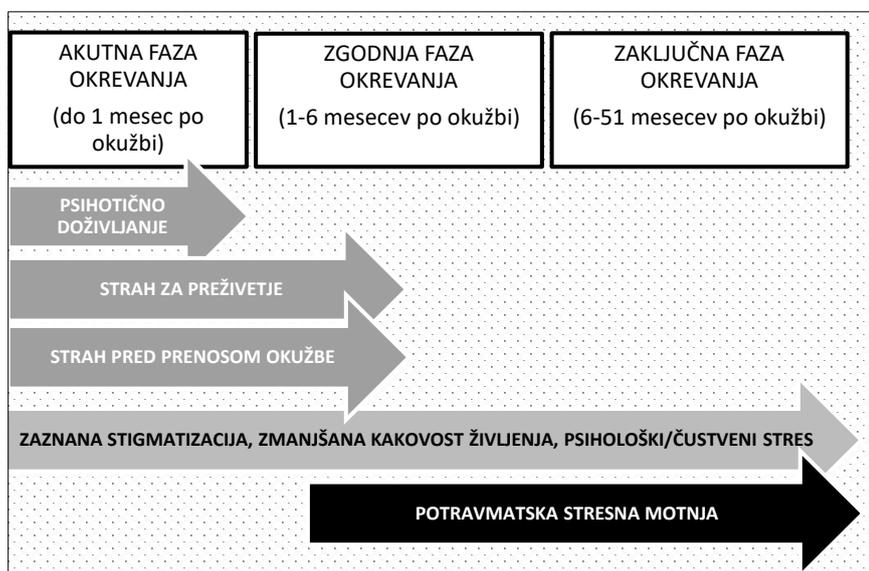 AKUTNA FAZA
OKREVANJA
(do 1 mesec po
okužbi)
ZGODNJA FAZA
OKREVANJA
(1-6 mesecev po okužbi)
ZAKLJUČNA FAZA
OKREVANJA
(6-51 mesecev po okužbi)
PSIHOTIČNO
DOŽIVLJANJE
STRAH ZA PREŽIVETJE
STRAH PRED PRENOSOM OKUŽBE
ZAZNANA STIGMATIZACIJA, ZMANJŠANA KAKOVOST ŽIVLJENJA, PSIHOLOŠKI/ČUSTVENI STRES
POTRAVMATSKA STRESNA MOTNJA